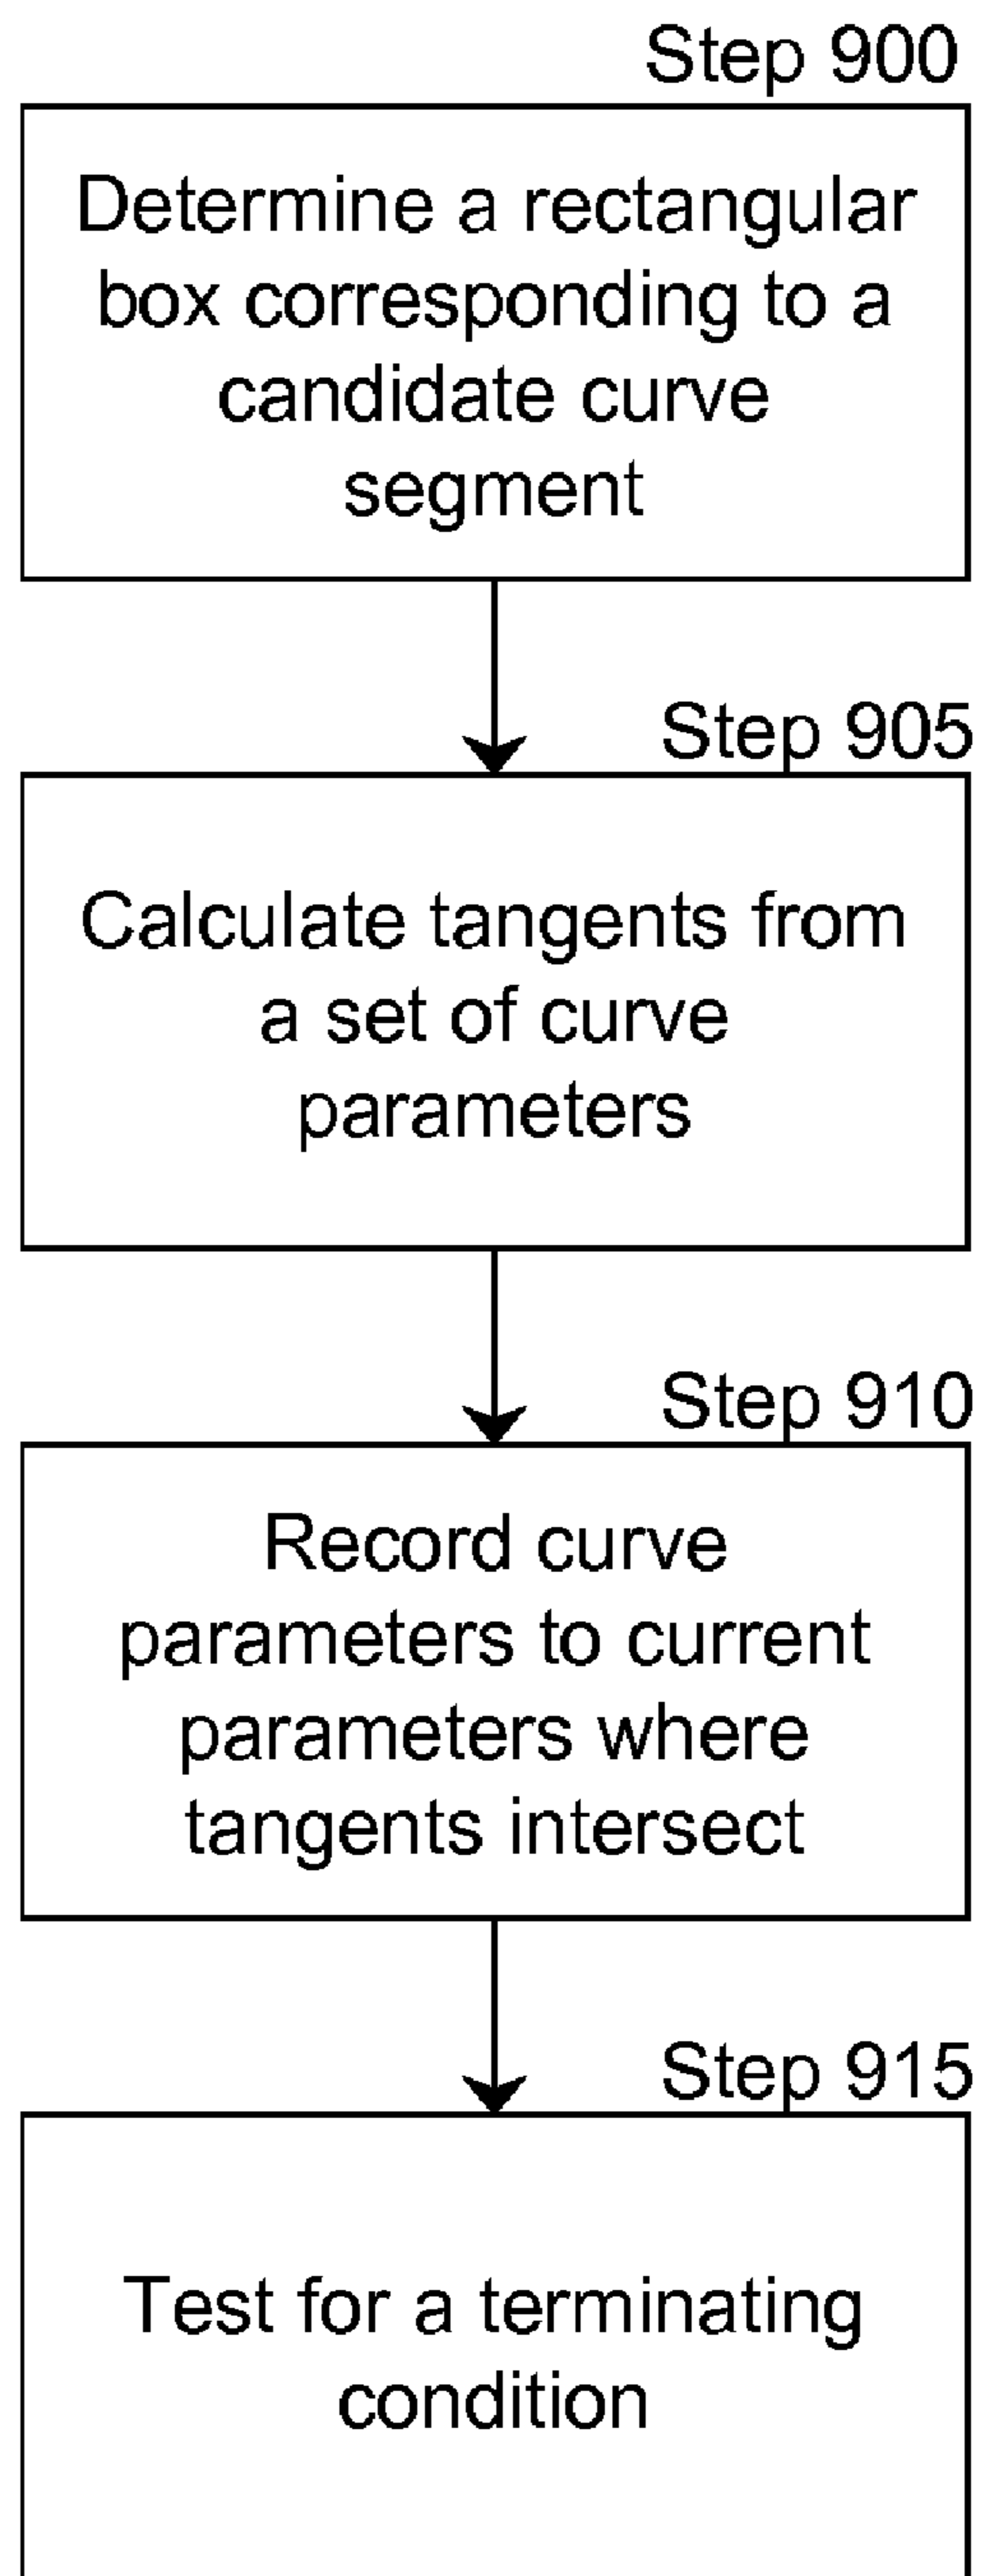 Step 900
Determine a rectangular
box corresponding to a
candidate curve
segment
Step 905
Calculate tangents from
a set of curve
parameters
Step 910
Record curve
parameters to current
parameters where
tangents intersect
Step 915
Test for a terminating
condition